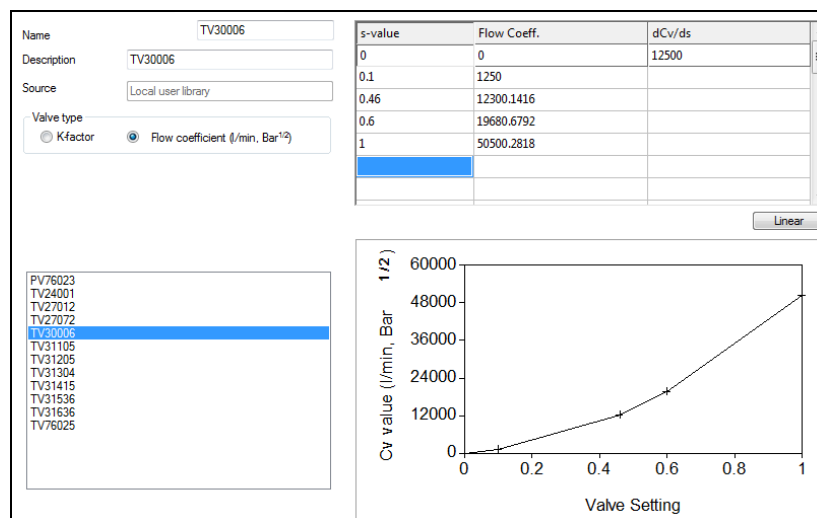 Name TV30006
Description TV30006
Source Local user library
Valve type
K-factor Flow coefficient (l/min, Bar1/2)
s-value Flow Coeff. dCv/ds
0 0 12500
0.1 1250
0.46 12300.1416
0.6 19680.6792
1 50500.2818
Linear
PV76023
TV24001
TV27012
TV27072
TV30006
TV31105
TV31205
TV31304
TV31415
TV31536
TV31636
TV76025
Cv value (l/min, Bar 1/2)
60000
48000
36000
24000
12000
0
0 0.2 0.4 0.6 0.8 1
Valve Setting